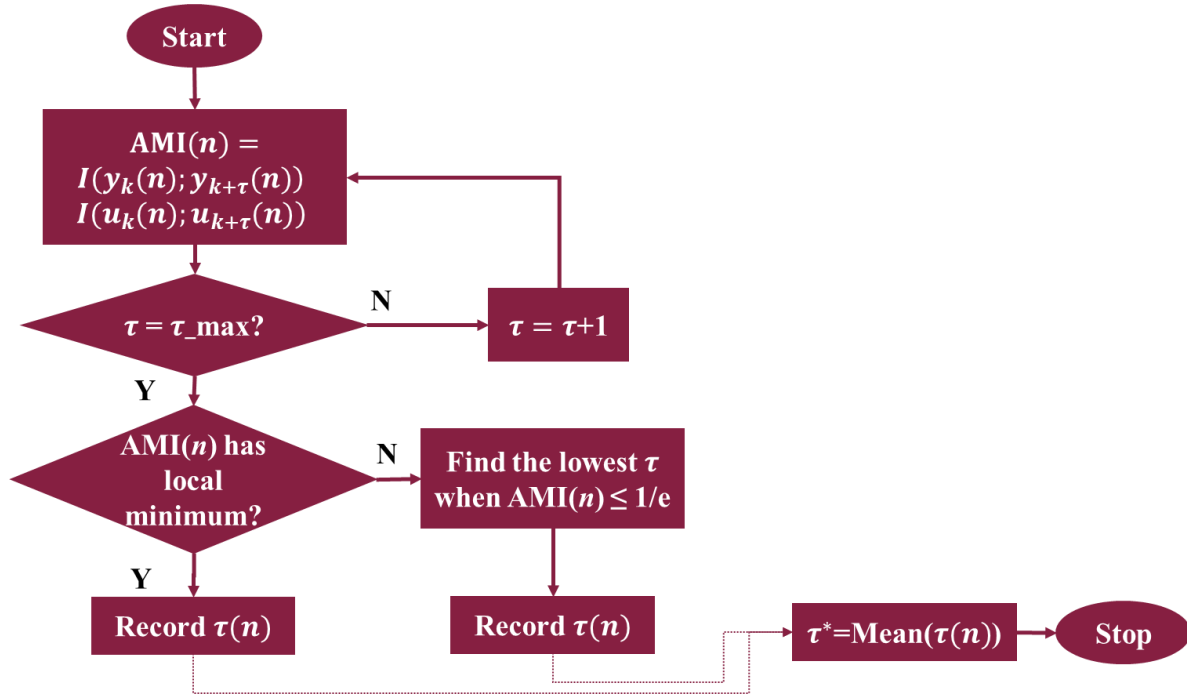 Start
AMI(n) =
I(y_k(n); y_{k+τ}(n))
I(u_k(n); u_{k+τ}(n))
τ = τ_max?
N
τ = τ+1
Y
AMI(n) has
local
minimum?
N
Find the lowest τ
when AMI(n) ≤ 1/e
Y
Record τ(n)
Record τ(n)
τ*=Mean(τ(n))
Stop